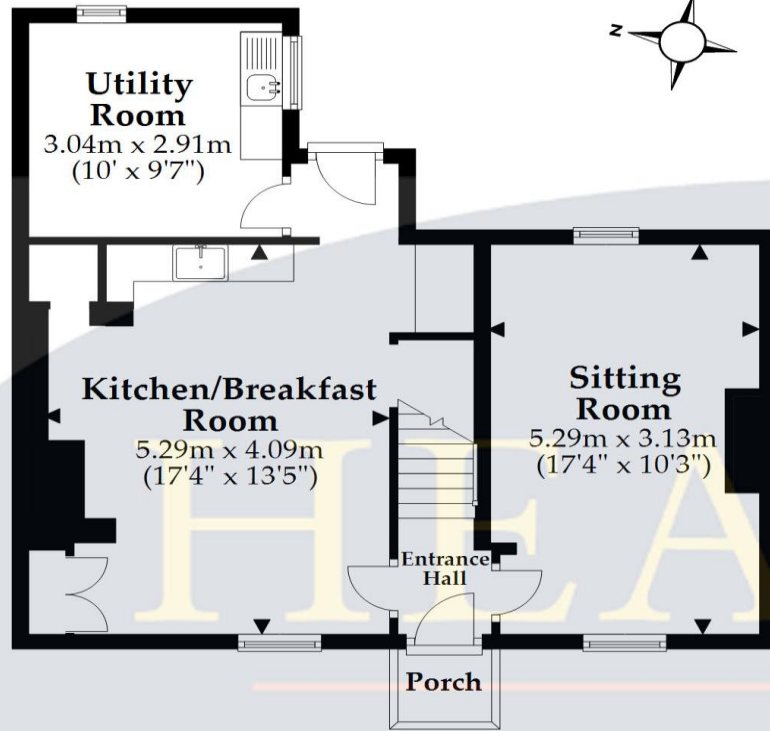 Utility
Room
3.04m x 2.91m
(10' x 9'7")
N
Kitchen/Breakfast
Room
5.29m x 4.09m
(17'4" x 13'5")
Sitting
Room
5.29m x 3.13m
(17'4" x 10'3")
Entrance
Hall
Porch
HEA